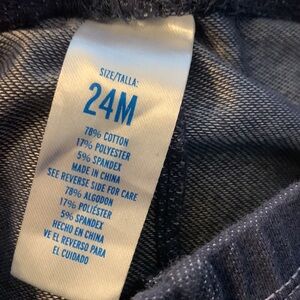 SIZE/TALLA:
24M
78% COTTON
17% POLYESTER
5% SPANDEX
MADE IN CHINA
SEE REVERSE SIDE FOR CARE
78% ALGODON
17% POLIÉSTER
5% SPANDEX
HECHO EN CHINA
VE EL REVERSO PARA
EL CUIDADO